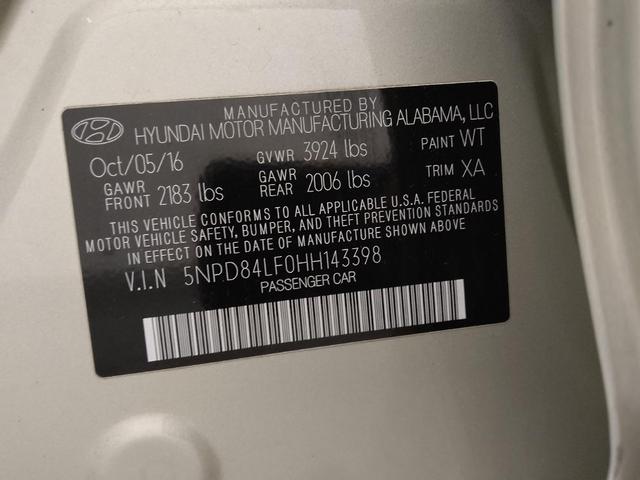 MANUFACTURED BY
HYUNDAI MOTOR MANUFACTURING ALABAMA, LLC
Oct/05/16 GVWR 3924 lbs PAINT WT
GAWR FRONT 2183 lbs GAWR REAR 2006 lbs TRIM XA
THIS VEHICLE CONFORMS TO ALL APPLICABLE U.S.A. FEDERAL
MOTOR VEHICLE SAFETY, BUMPER, AND THEFT PREVENTION STANDARDS
IN EFFECT ON THE DATE OF MANUFACTURE SHOWN ABOVE
V.I.N 5NPD84LF0HH143398
PASSENGER CAR